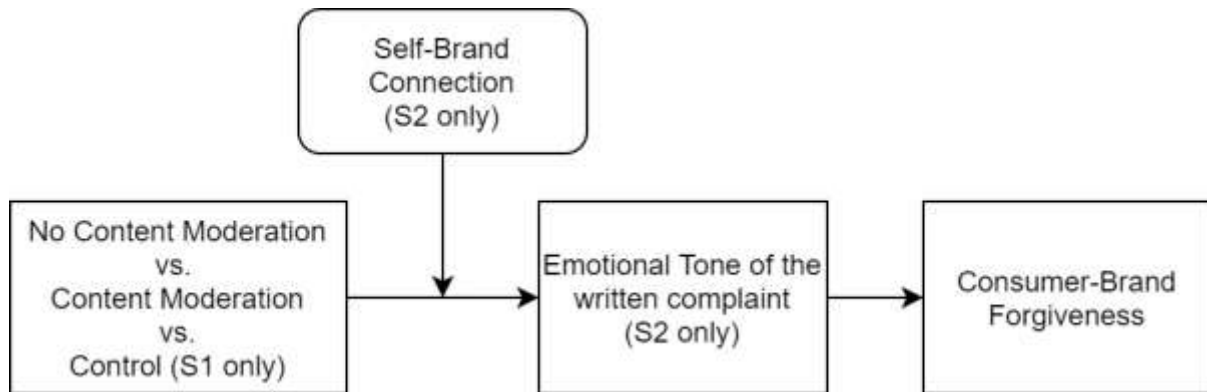 Self-Brand
Connection
(S2 only)
No Content Moderation
vs.
Content Moderation
vs.
Control (S1 only)
Emotional Tone of the
written complaint
(S2 only)
Consumer-Brand
Forgiveness